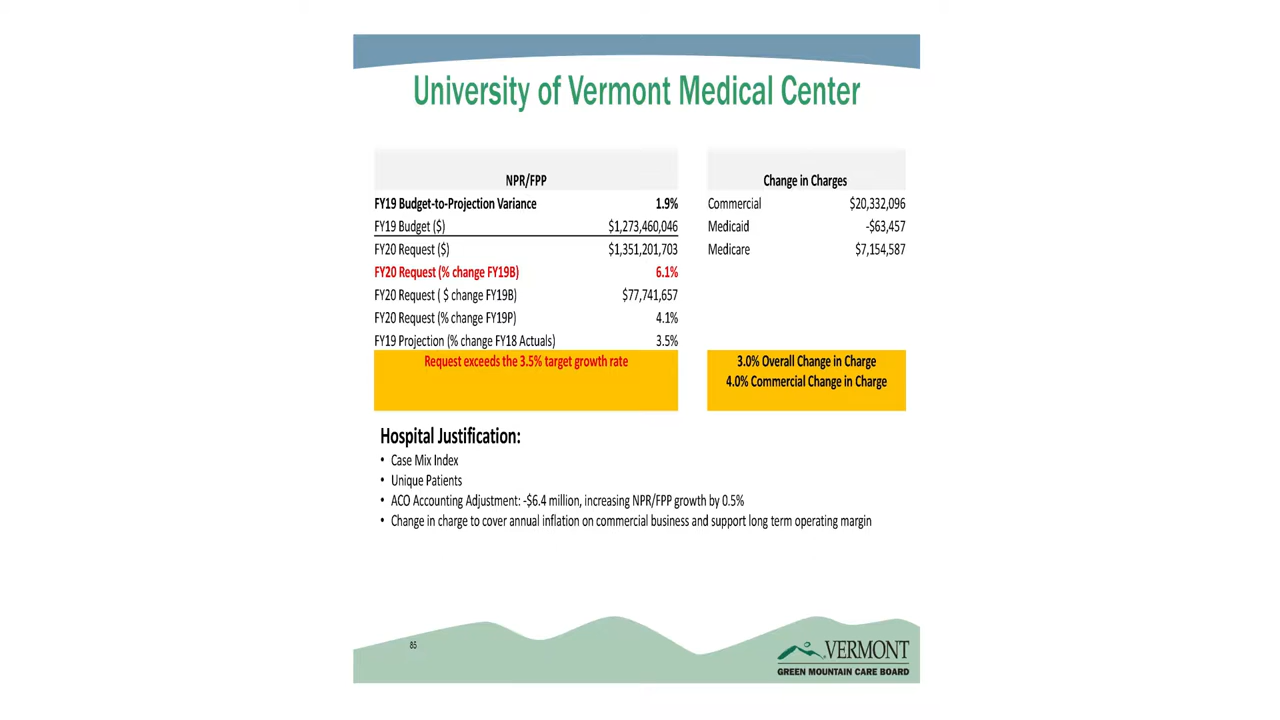 University of Vermont Medical Center
NPR/FPP
FY19 Budget-to-Projection Variance 1.9%
FY19 Budget ($) $1,273,460,046
FY20 Request ($) $1,351,201,703
FY20 Request (% change FY19B) 6.1%
FY20 Request ( $ change FY19B) $77,741,657
FY20 Request (% change FY19P) 4.1%
FY19 Projection (% change FY18 Actuals) 3.5%
Request exceeds the 3.5% target growth rate
Change in Charges
Commercial $20,332,096
Medicaid -$63,457
Medicare $7,154,587
3.0% Overall Change in Charge
4.0% Commercial Change in Charge
Hospital Justification:
• Case Mix Index
• Unique Patients
• ACO Accounting Adjustment: -$6.4 million, increasing NPR/FPP growth by 0.5%
• Change in charge to cover annual inflation on commercial business and support long term operating margin
85
VERMONT
GREEN MOUNTAIN CARE BOARD